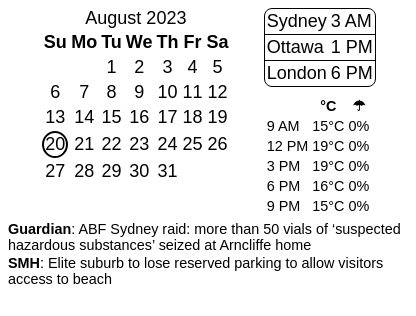 August 2023
Su Mo Tu We Th Fr Sa
1 2 3 4 5
6 7 8 9 10 11 12
13 14 15 16 17 18 19
20 21 22 23 24 25 26
27 28 29 30 31
Sydney 3 AM
Ottawa 1 PM
London 6 PM
°C ☂
9 AM 15°C 0%
12 PM 19°C 0%
3 PM 19°C 0%
6 PM 16°C 0%
9 PM 15°C 0%
Guardian: ABF Sydney raid: more than 50 vials of ‘suspected
hazardous substances’ seized at Arncliffe home
SMH: Elite suburb to lose reserved parking to allow visitors
access to beach